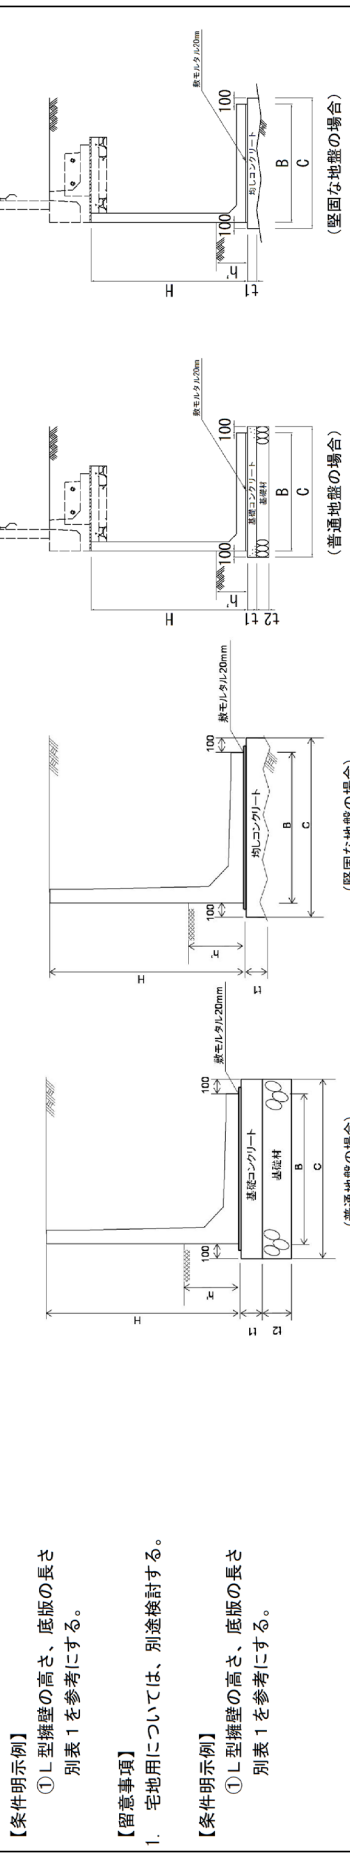 【条件明示例】
①Ｌ型擁壁の高さ、底版の長さ
別表１を参考にする。
【留意事項】
1. 宅地用については、別途検討する。
【条件明示例】
①Ｌ型擁壁の高さ、底版の長さ
別表１を参考にする。
H
h'
100
100
敷モルタル20mm
基礎コンクリート
t1
基礎材
t2
B
C
(普通地盤の場合)
H
h'
100
100
敷モルタル20mm
均しコンクリート
t1
B
C
(堅固な地盤の場合)
H
h'
100
100
敷モルタル20mm
基礎コンクリート
t1
基礎材
t2
B
C
(普通地盤の場合)
H
h'
100
100
敷モルタル20mm
均しコンクリート
t1
B
C
(堅固な地盤の場合)